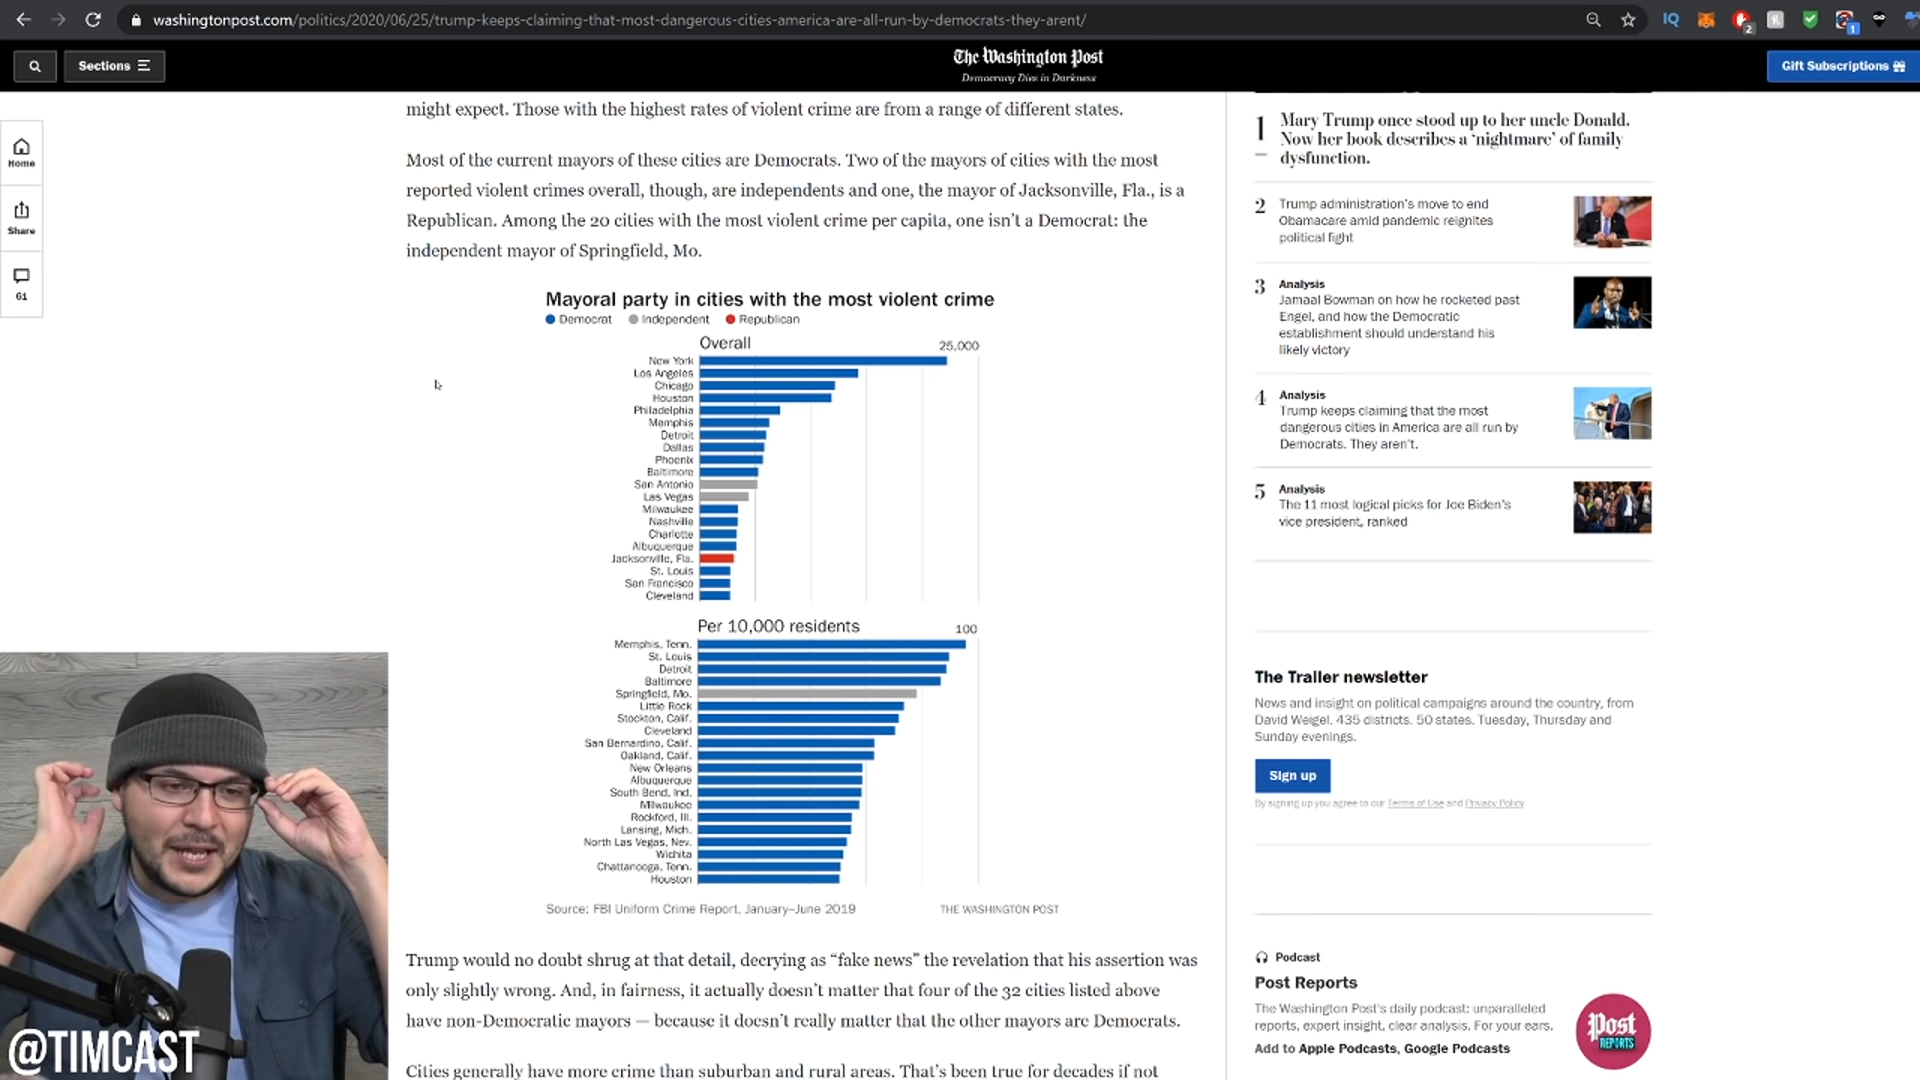 washingtonpost.com/politics/2020/06/25/trump-keeps-claiming-that-most-dangerous-cities-america-are-all-run-by-democrats-they-arent/
IQ
2
1
Sections
The Washington Post
Democracy Dies in Darkness
Gift Subscriptions
Home
Share
61
might expect. Those with the highest rates of violent crime are from a range of different states.
Most of the current mayors of these cities are Democrats. Two of the mayors of cities with the most
reported violent crimes overall, though, are independents and one, the mayor of Jacksonville, Fla., is a
Republican. Among the 20 cities with the most violent crime per capita, one isn't a Democrat: the
independent mayor of Springfield, Mo.
Mayoral party in cities with the most violent crime
Democrat Independent Republican
Overall 25,000
New York
Los Angeles
Chicago
Houston
Philadelphia
Memphis
Detroit
Dallas
Phoenix
Baltimore
San Antonio
Las Vegas
Milwaukee
Nashville
Charlotte
Albuquerque
Jacksonville, Fla.
St. Louis
San Francisco
Cleveland
Per 10,000 residents 100
Memphis, Tenn.
St. Louis
Detroit
Baltimore
Springfield, Mo.
Little Rock
Stockton, Calif.
Cleveland
San Bernardino, Calif.
Oakland, Calif.
New Orleans
Albuquerque
South Bend, Ind.
Milwaukee
Rockford, Ill.
Lansing, Mich.
North Las Vegas, Nev.
Wichita
Chattanooga, Tenn.
Houston
Source: FBI Uniform Crime Report, January–June 2019 THE WASHINGTON POST
Trump would no doubt shrug at that detail, decrying as “fake news” the revelation that his assertion was
only slightly wrong. And, in fairness, it actually doesn't matter that four of the 32 cities listed above
have non-Democratic mayors — because it doesn't really matter that the other mayors are Democrats.
Cities generally have more crime than suburban and rural areas. That's been true for decades if not
1
Mary Trump once stood up to her uncle Donald.
Now her book describes a ‘nightmare’ of family
dysfunction.
2
Trump administration's move to end
Obamacare amid pandemic reignites
political fight
3
Analysis
Jamaal Bowman on how he rocketed past
Engel, and how the Democratic
establishment should understand his
likely victory
4
Analysis
Trump keeps claiming that the most
dangerous cities in America are all run by
Democrats. They aren't.
5
Analysis
The 11 most logical picks for Joe Biden's
vice president, ranked
The Trailer newsletter
News and insight on political campaigns around the country, from
David Weigel. 435 districts. 50 states. Tuesday, Thursday and
Sunday evenings.
Sign up
By signing up you agree to our Terms of Use and Privacy Policy
Podcast
Post Reports
The Washington Post's daily podcast: unparalleled
reports, expert insight, clear analysis. For your ears.
Add to Apple Podcasts, Google Podcasts
Post
REPORTS
@TIMCAST